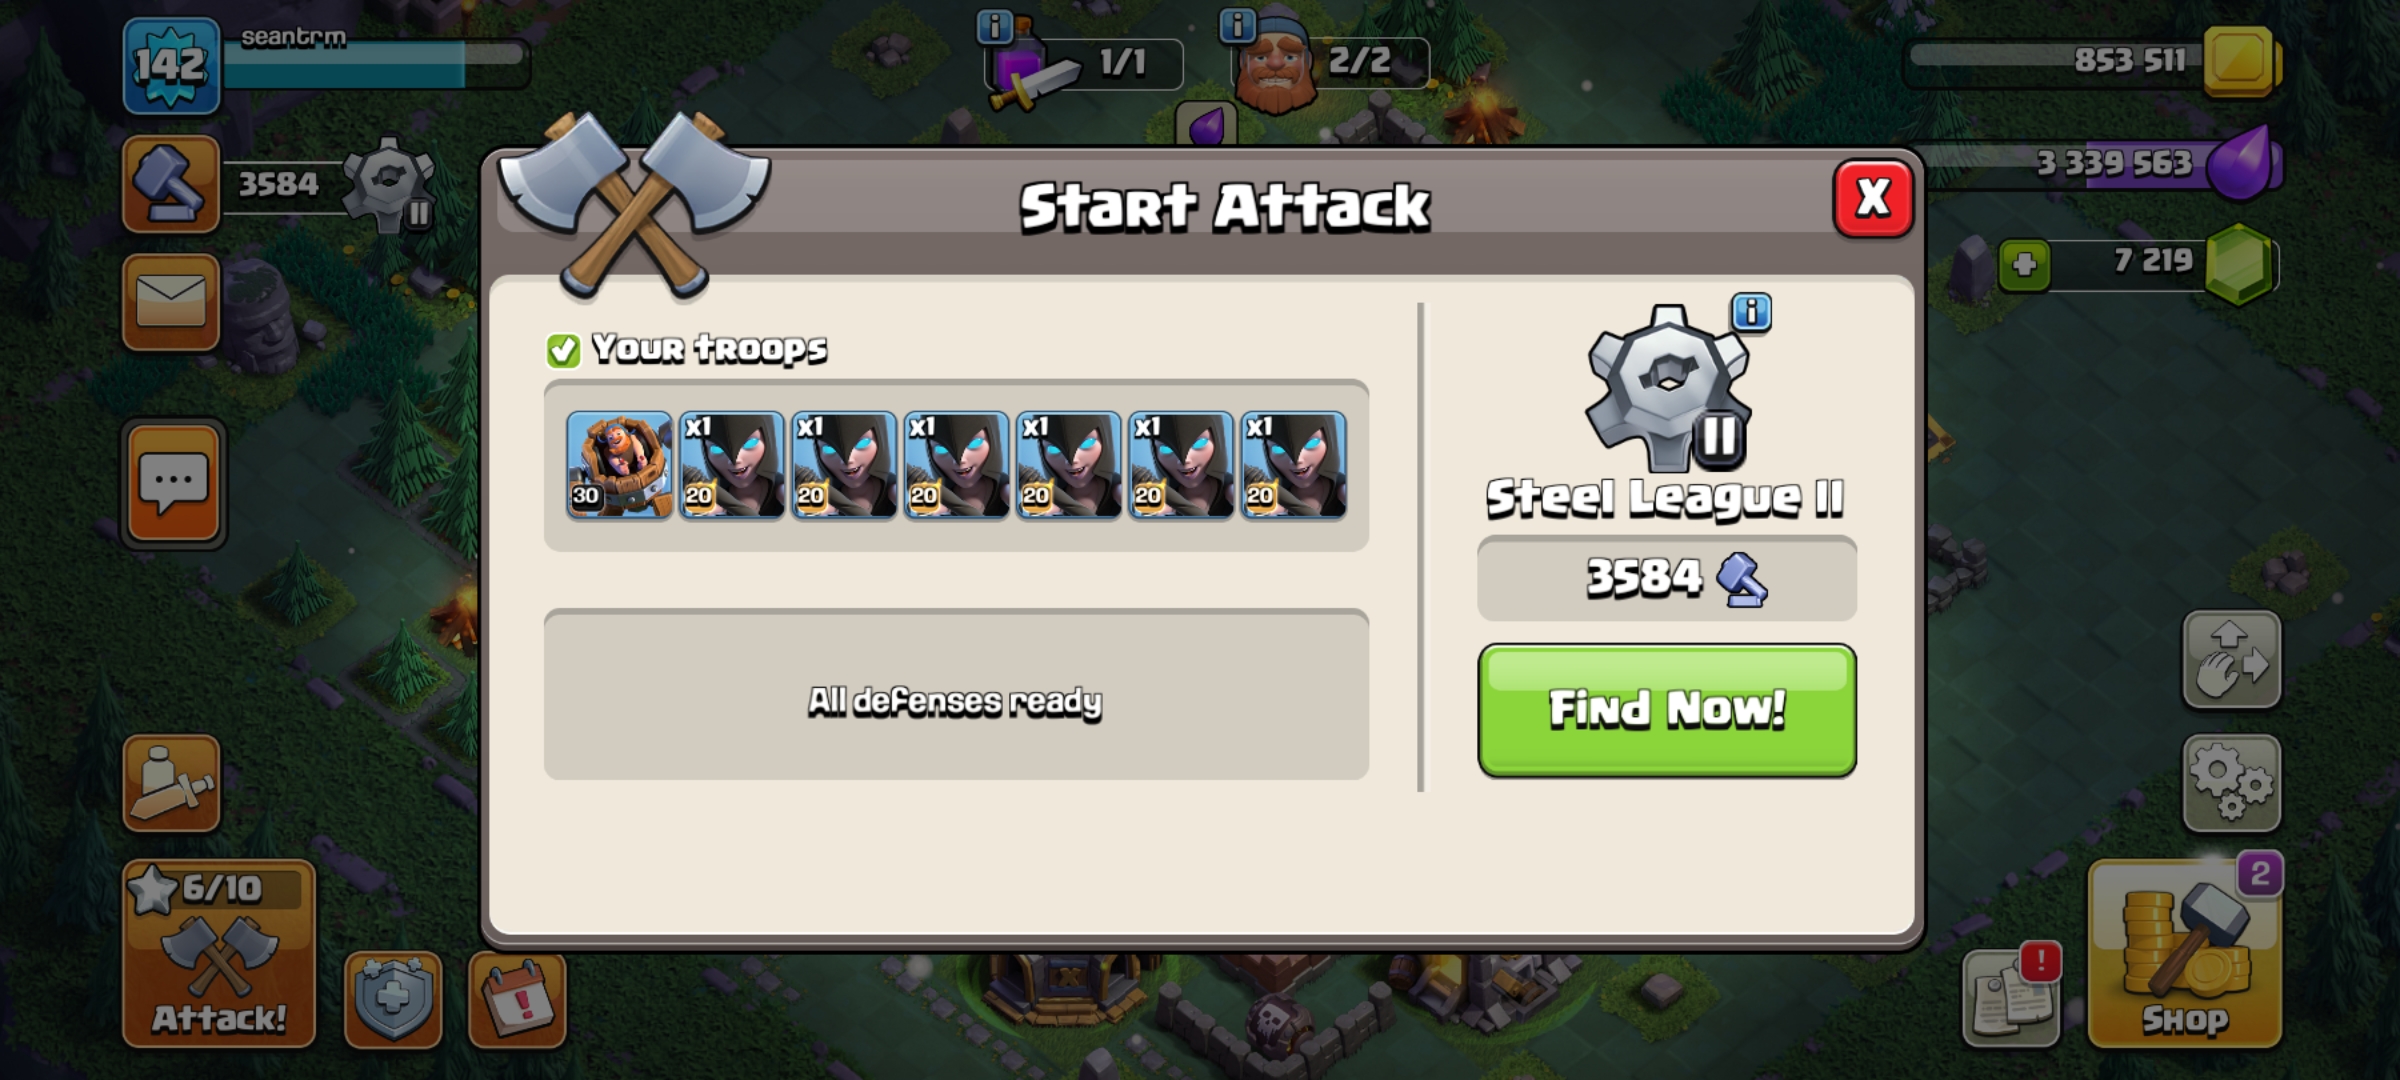 142
seantrm
1/1
2/2
853 511
3584
II
3 339 563
7 219
Start Attack
X
Your troops
30
x1 20
x1 20
x1 20
x1 20
x1 20
x1 20
II
Steel League II
3584
All defenses ready
Find Now!
6/10
Attack!
!
!
2
Shop